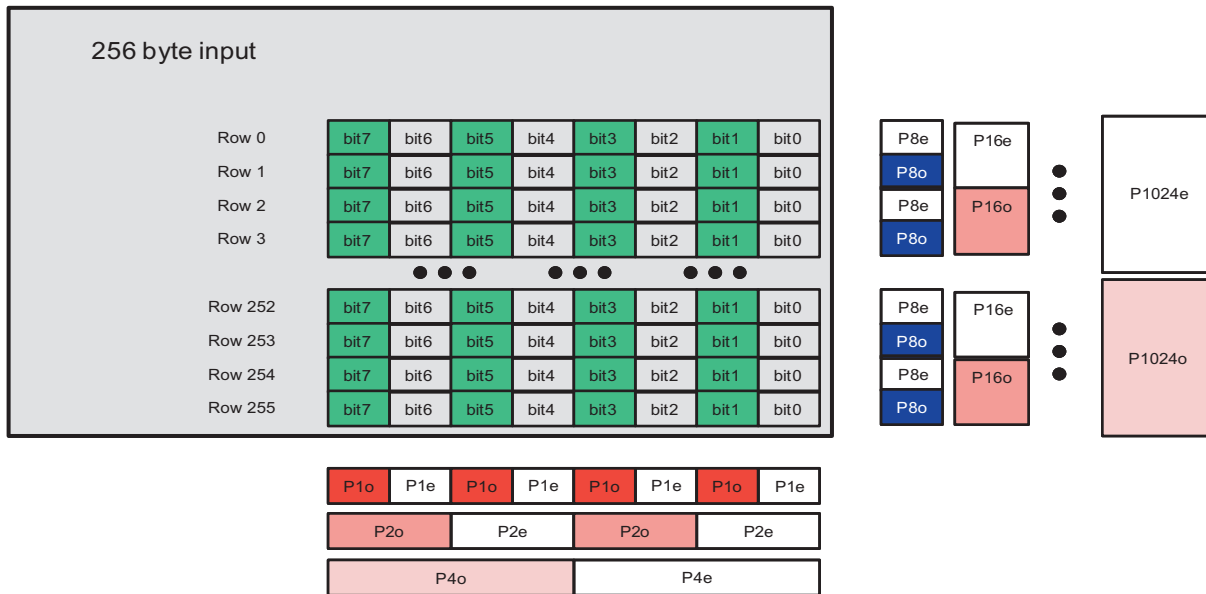 256 byte input
Row 0 bit7 bit6 bit5 bit4 bit3 bit2 bit1 bit0 P8e P16e
Row 1 bit7 bit6 bit5 bit4 bit3 bit2 bit1 bit0 P8o
P1024e
Row 2 bit7 bit6 bit5 bit4 bit3 bit2 bit1 bit0 P8e P16o
Row 3 bit7 bit6 bit5 bit4 bit3 bit2 bit1 bit0 P8o
Row 252 bit7 bit6 bit5 bit4 bit3 bit2 bit1 bit0 P8e P16e
Row 253 bit7 bit6 bit5 bit4 bit3 bit2 bit1 bit0 P8o
P1024o
Row 254 bit7 bit6 bit5 bit4 bit3 bit2 bit1 bit0 P8e P16o
Row 255 bit7 bit6 bit5 bit4 bit3 bit2 bit1 bit0 P8o
P1o P1e P1o P1e P1o P1e P1o P1e
P2o P2e P2o P2e
P4o P4e